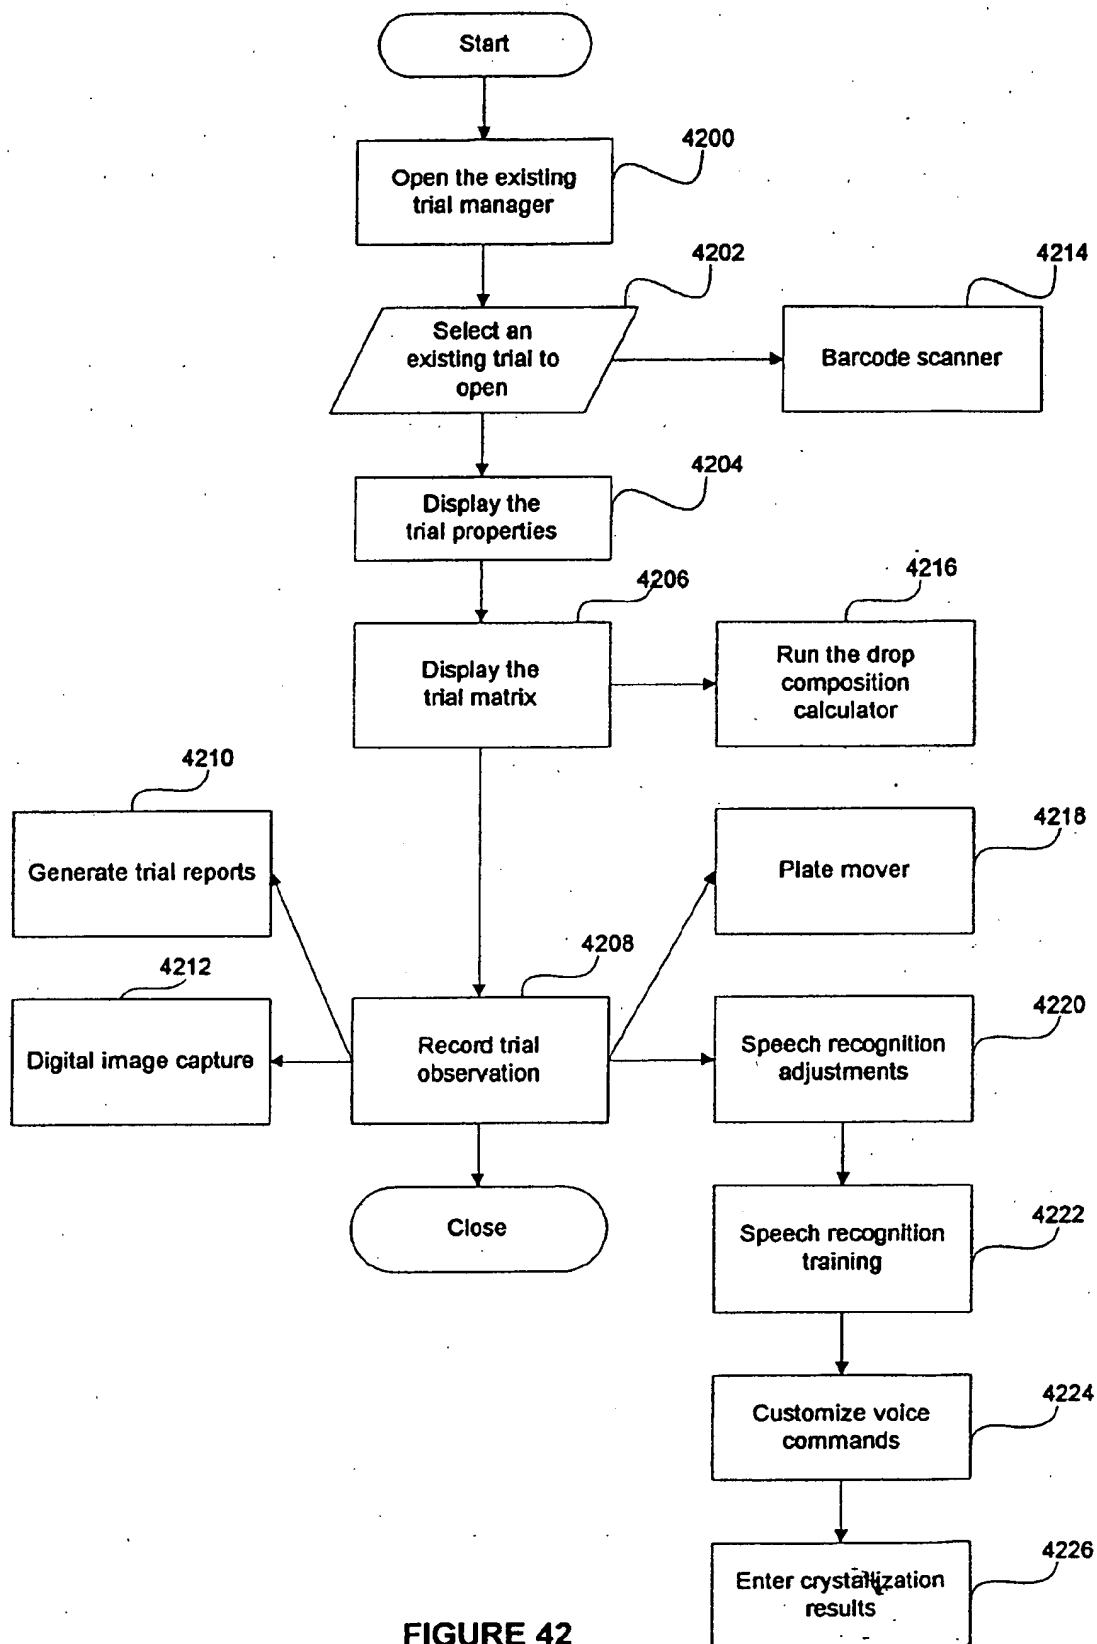 Start
4200
Open the existing
trial manager
4202
4214
Select an
existing trial to
open
Barcode scanner
4204
Display the
trial properties
4206
4216
Display the
trial matrix
Run the drop
composition
calculator
4210
Generate trial reports
4218
Plate mover
4208
4212
Digital image capture
Record trial
observation
4220
Speech recognition
adjustments
Close
4222
Speech recognition
training
4224
Customize voice
commands
4226
Enter crystallization
results
FIGURE 42